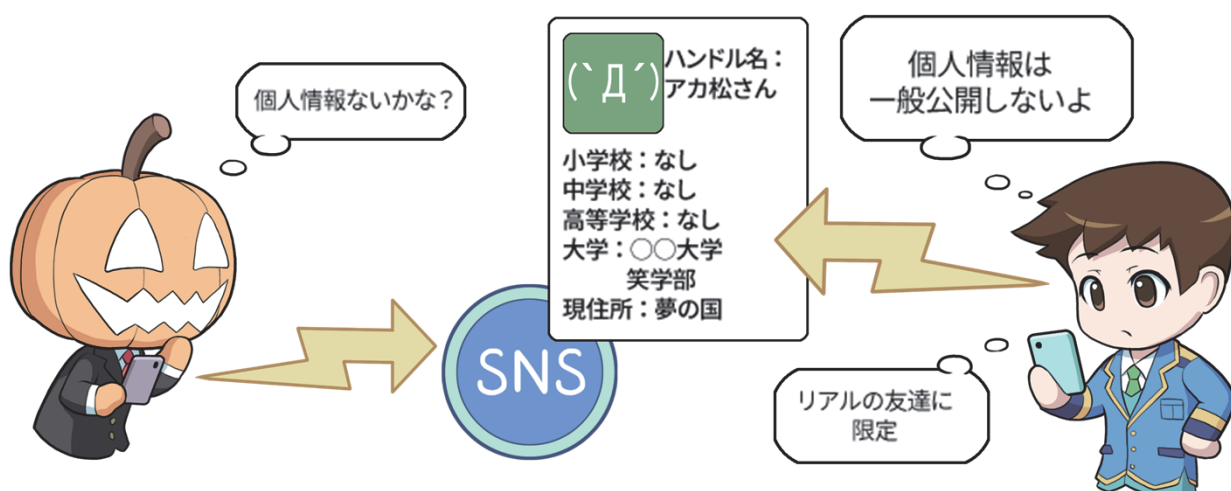 個人情報ないかな?
(`Д´)
ハンドル名:
アカ松さん
小学校:なし
中学校:なし
高等学校:なし
大学:○○大学
笑学部
現住所:夢の国
SNS
個人情報は
一般公開しないよ
リアルの友達に
限定